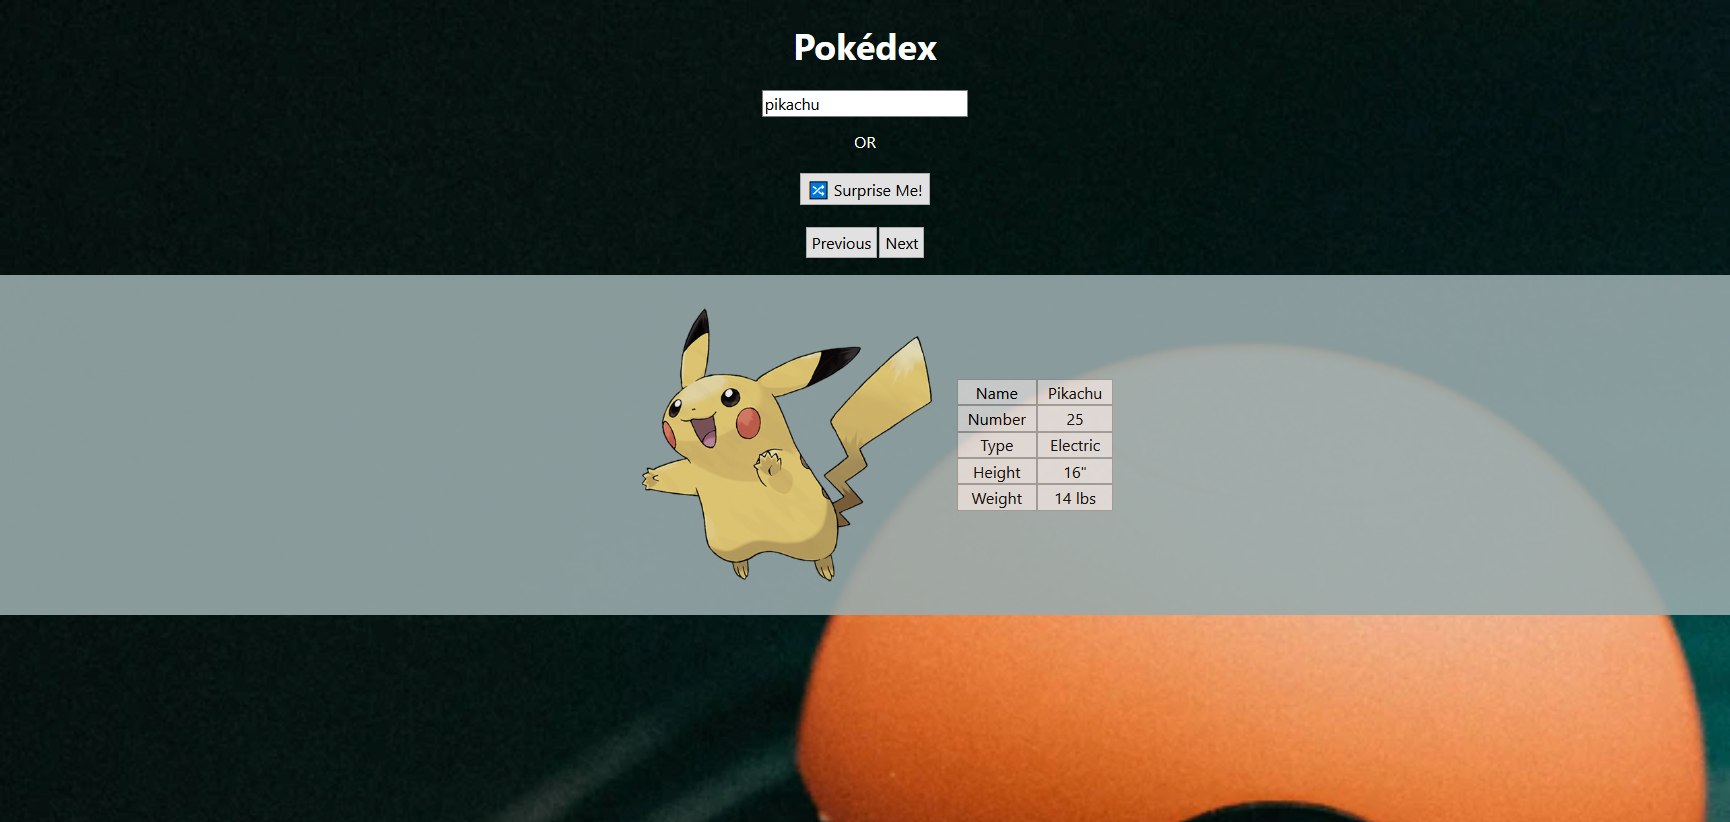 Pokédex
pikachu
OR
🔀 Surprise Me!
Previous Next
Name Pikachu
Number 25
Type Electric
Height 16"
Weight 14 lbs